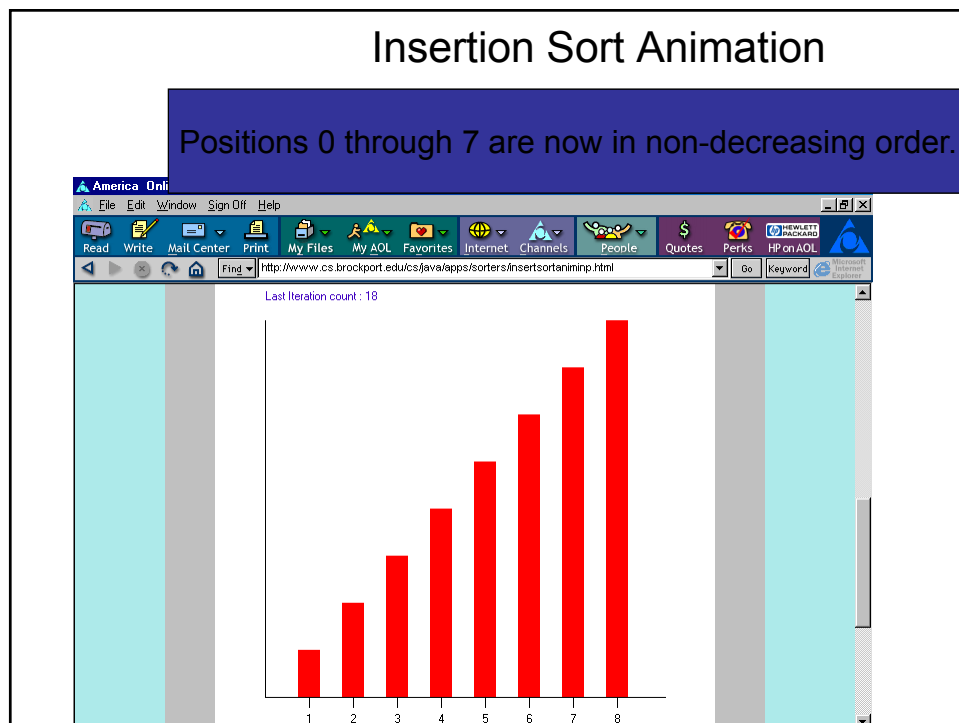 Insertion Sort Animation
Positions 0 through 7 are now in non-decreasing order.
America Onli
File Edit Window Sign Off Help
Read Write Mail Center Print My Files My AOL Favorites Internet Channels People Quotes Perks HP on AOL
HEWLETT
PACKARD
Find http://www.cs.brockport.edu/cs/java/apps/sorters/insertsortaniminp.html Go Keyword Microsoft Internet Explorer
Last Iteration count : 18
1 2 3 4 5 6 7 8